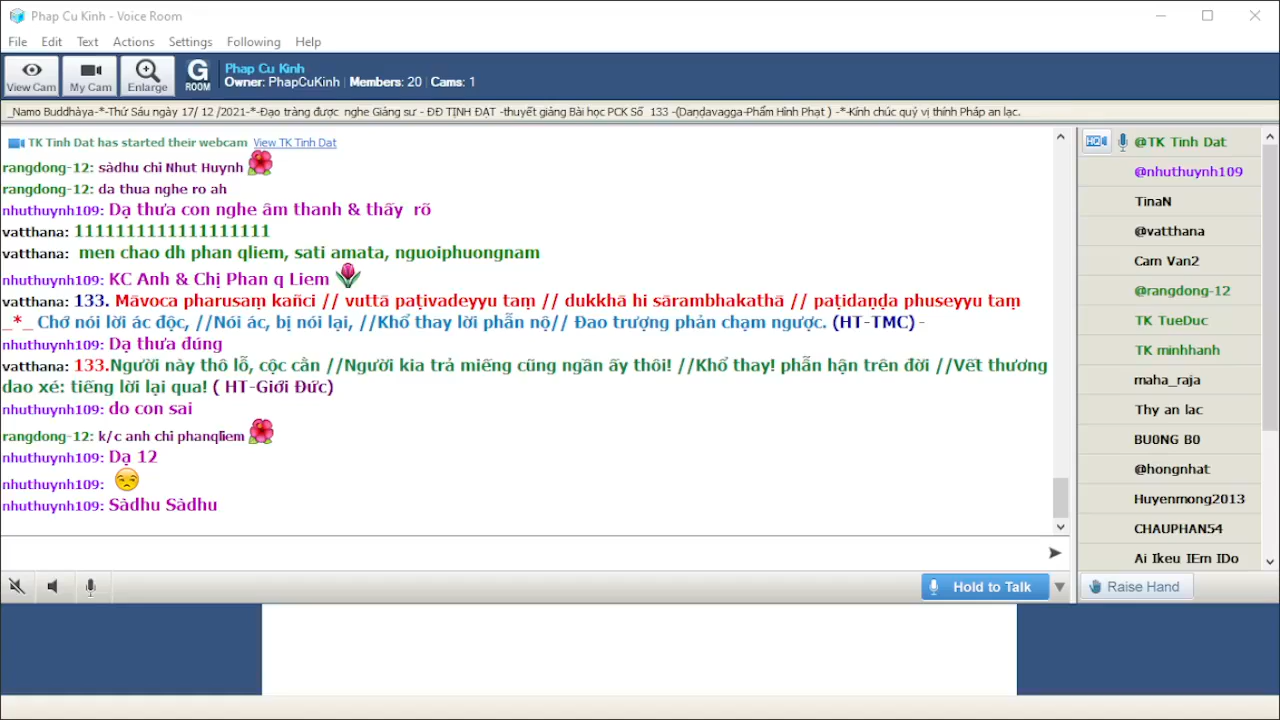 Phap Cu Kinh - Voice Room
File Edit Text Actions Settings Following Help
View Cam My Cam Enlarge G ROOM
Phap Cu Kinh
Owner: PhapCuKinh Members: 20 Cams: 1
_Namo Buddhàya-*-Thứ Sáu ngày 17/ 12 /2021-*-Đạo tràng được nghe Giảng sư - ĐĐ TỊNH ĐẠT -thuyết giảng Bài học PCK Số 133 -(Daṇḍavagga-Phẩm Hình Phạt ) -*-Kính chúc quý vị thính Pháp an lạc.
TK Tinh Dat has started their webcam View TK Tinh Dat
rangdong-12: sàdhu chi Nhut Huynh
rangdong-12: da thua nghe ro ah
nhuthuynh109: Dạ thưa con nghe âm thanh & thấy rõ
vatthana: 1111111111111111111
vatthana: men chao dh phan qliem, sati amata, nguoiphuongnam
nhuthuynh109: KC Anh & Chị Phan q Liem
vatthana: 133. Māvoca pharusaṃ kañci // vuttā paṭivadeyyu taṃ // dukkhā hi sārambhakathā // paṭidaṇḍa phuseyyu taṃ
_*_ Chớ nói lời ác độc, //Nói ác, bị nói lại, //Khổ thay lời phẫn nộ// Đao trượng phản chạm ngược. (HT-TMC) -
nhuthuynh109: Dạ thưa đúng
vatthana: 133.Người này thô lỗ, cộc cằn //Người kia trả miếng cũng ngần ấy thôi! //Khổ thay! phẫn hận trên đời //Vết thương
dao xé: tiếng lời lại qua! ( HT-Giới Đức)
nhuthuynh109: do con sai
rangdong-12: k/c anh chi phanqliem
nhuthuynh109: Dạ 12
nhuthuynh109:
nhuthuynh109: Sàdhu Sàdhu
HD
@TK Tinh Dat
@nhuthuynh109
TinaN
@vatthana
Cam Van2
@rangdong-12
TK TueDuc
TK minhhanh
maha_raja
Thy an lac
BU0NG B0
@hongnhat
Huyenmong2013
CHAUPHAN54
Ai Ikeu IEm IDo
Hold to Talk
Raise Hand